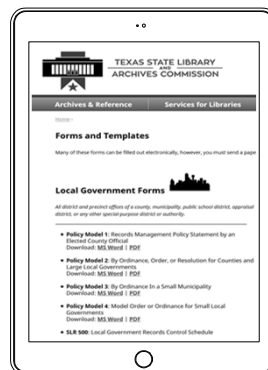 TEXAS STATE LIBRARY
AND
ARCHIVES COMMISSION
Archives & Reference
Services for Libraries
Home ›
Forms and Templates
Many of these forms can be filled out electronically, however, you must send a pape
Local Government Forms
All district and precinct offices of a county, municipality, public school district, appraisal
district, or any other special-purpose district or authority.
• Policy Model 1: Records Management Policy Statement by an
Elected County Official
Download: MS Word | PDF
• Policy Model 2: By Ordinance, Order, or Resolution for Counties and
Large Local Governments
Download: MS Word | PDF
• Policy Model 3: By Ordinance In a Small Municipality
Download: MS Word | PDF
• Policy Model 4: Model Order or Ordinance for Small Local
Governments
Download: MS Word | PDF
• SLR 500: Local Government Records Control Schedule